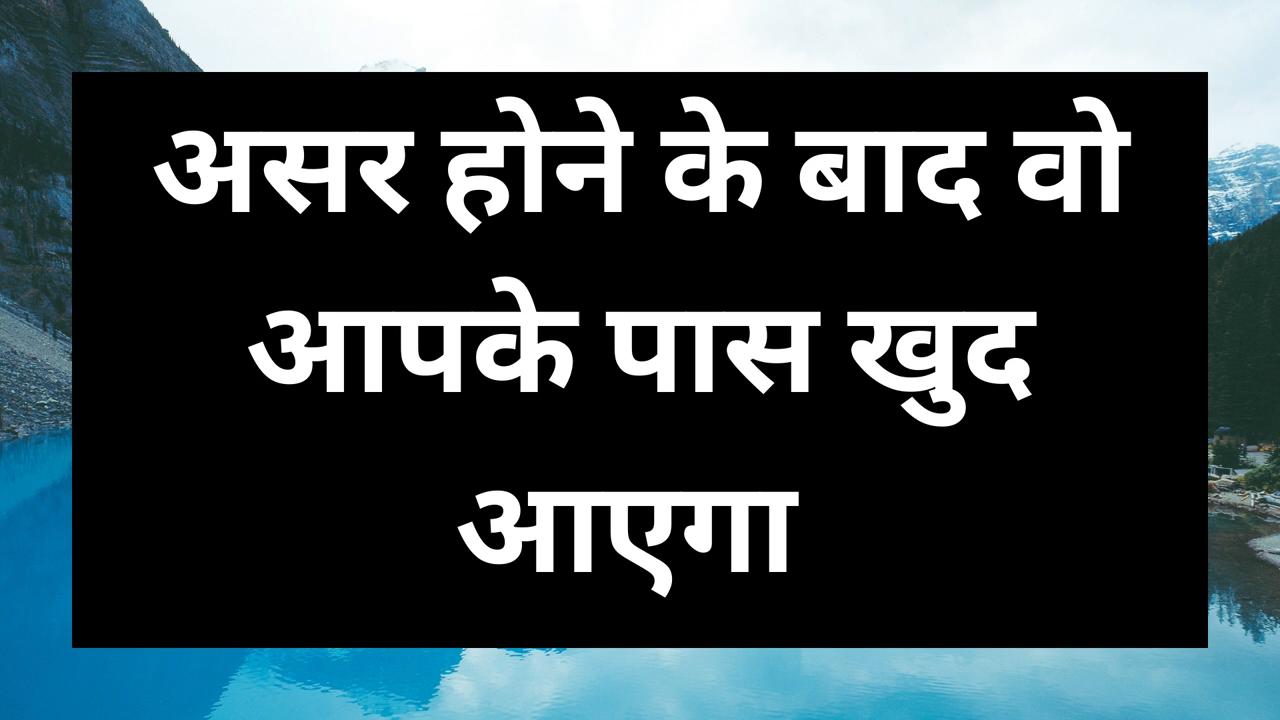 असर होने के बाद वो
आपके पास खुद
आएगा